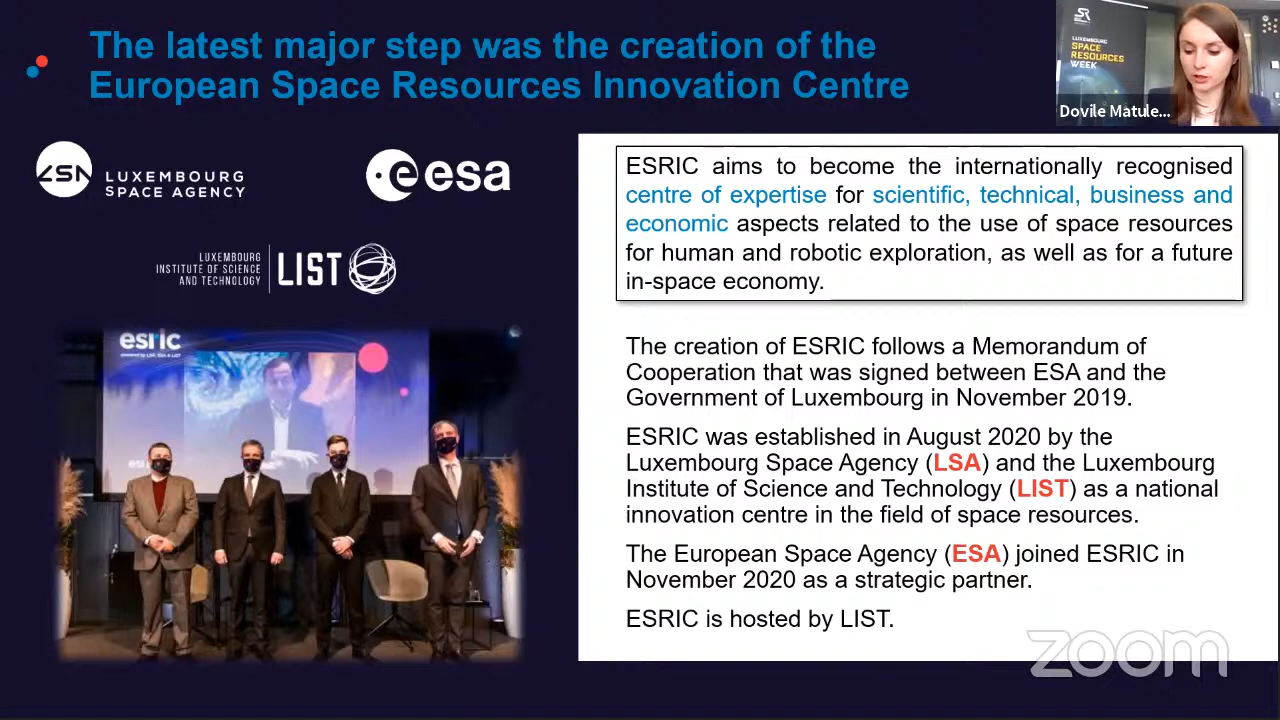 The latest major step was the creation of the
European Space Resources Innovation Centre
LUXEMBOURG
SPACE
RESOURCES
WEEK
Dovile Matule...
LSA
LUXEMBOURG
SPACE AGENCY
esa
LUXEMBOURG
INSTITUTE OF SCIENCE
AND TECHNOLOGY
LIST
esric
powered by LSA, ESA & LIST
esric
ESRIC aims to become the internationally recognised
centre of expertise for scientific, technical, business and
economic aspects related to the use of space resources
for human and robotic exploration, as well as for a future
in-space economy.
The creation of ESRIC follows a Memorandum of
Cooperation that was signed between ESA and the
Government of Luxembourg in November 2019.
ESRIC was established in August 2020 by the
Luxembourg Space Agency (LSA) and the Luxembourg
Institute of Science and Technology (LIST) as a national
innovation centre in the field of space resources.
The European Space Agency (ESA) joined ESRIC in
November 2020 as a strategic partner.
ESRIC is hosted by LIST.
zoom